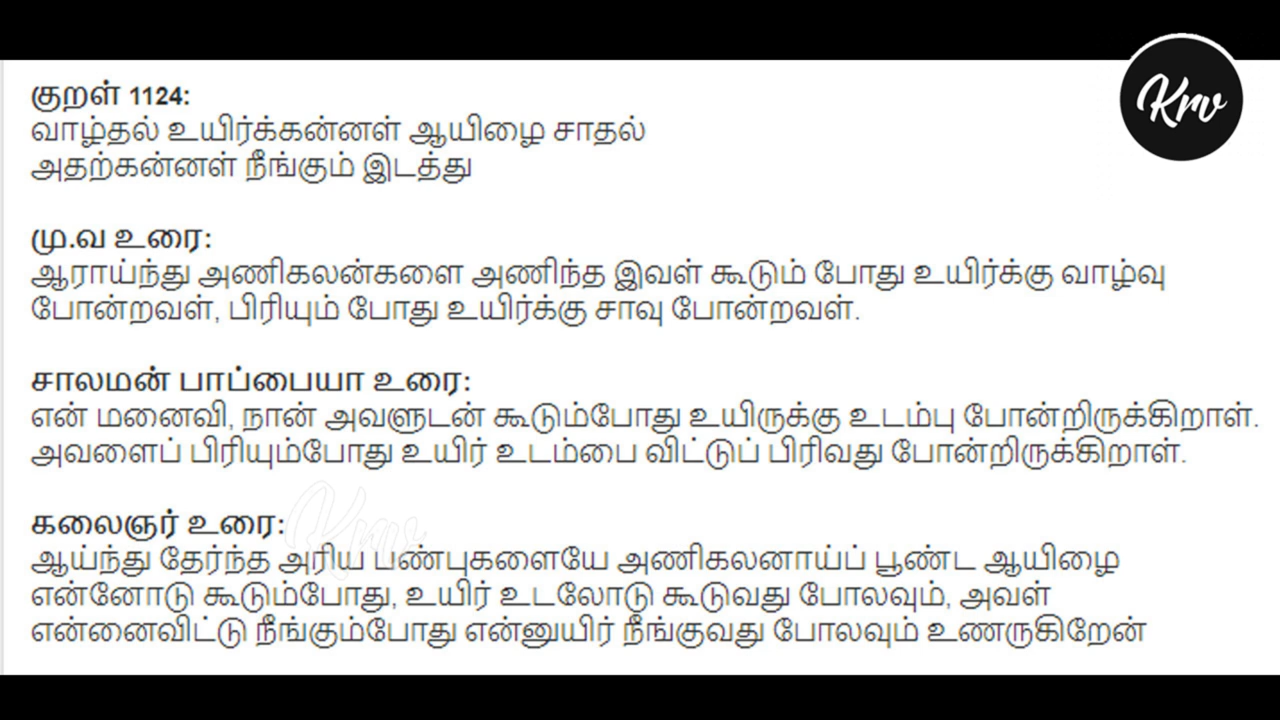 Krv
குறள் 1124:
வாழ்தல் உயிர்க்கன்னள் ஆயிழை சாதல்
அதற்கன்னள் நீங்கும் இடத்து
மு.வ உரை:
ஆராய்ந்து அணிகலன்களை அணிந்த இவள் கூடும் போது உயிர்க்கு வாழ்வு
போன்றவள், பிரியும் போது உயிர்க்கு சாவு போன்றவள்.
சாலமன் பாப்பையா உரை:
என் மனைவி, நான் அவளுடன் கூடும்போது உயிருக்கு உடம்பு போன்றிருக்கிறாள்.
அவளைப் பிரியும்போது உயிர் உடம்பை விட்டுப் பிரிவது போன்றிருக்கிறாள்.
கலைஞர் உரை:
ஆய்ந்து தேர்ந்த அரிய பண்புகளையே அணிகலனாய்ப் பூண்ட ஆயிழை
என்னோடு கூடும்போது, உயிர் உடலோடு கூடுவது போலவும், அவள்
என்னைவிட்டு நீங்கும்போது என்னுயிர் நீங்குவது போலவும் உணருகிறேன்
Krv